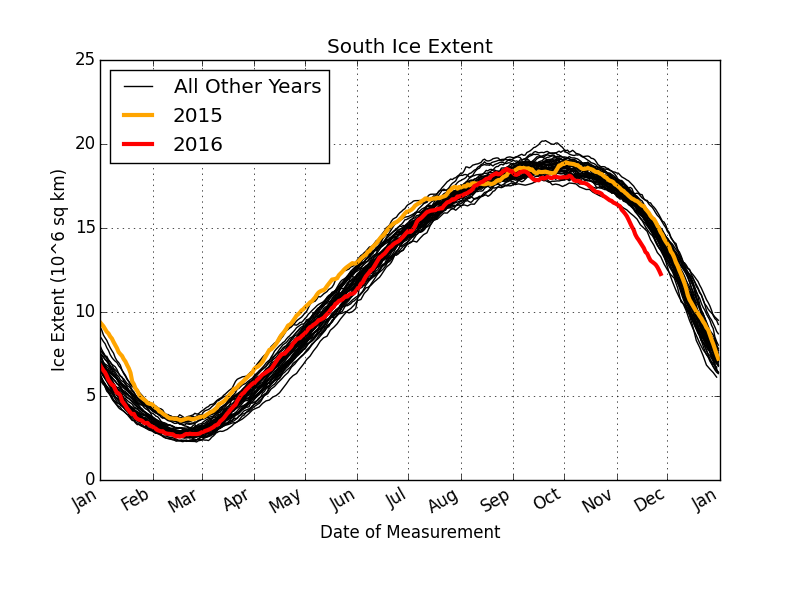 South Ice Extent
25
20
15
10
5
0
All Other Years
2015
2016
Ice Extent (10^6 sq km)
Jan
Feb
Mar
Apr
May
Jun
Jul
Aug
Sep
Oct
Nov
Dec
Jan
Date of Measurement